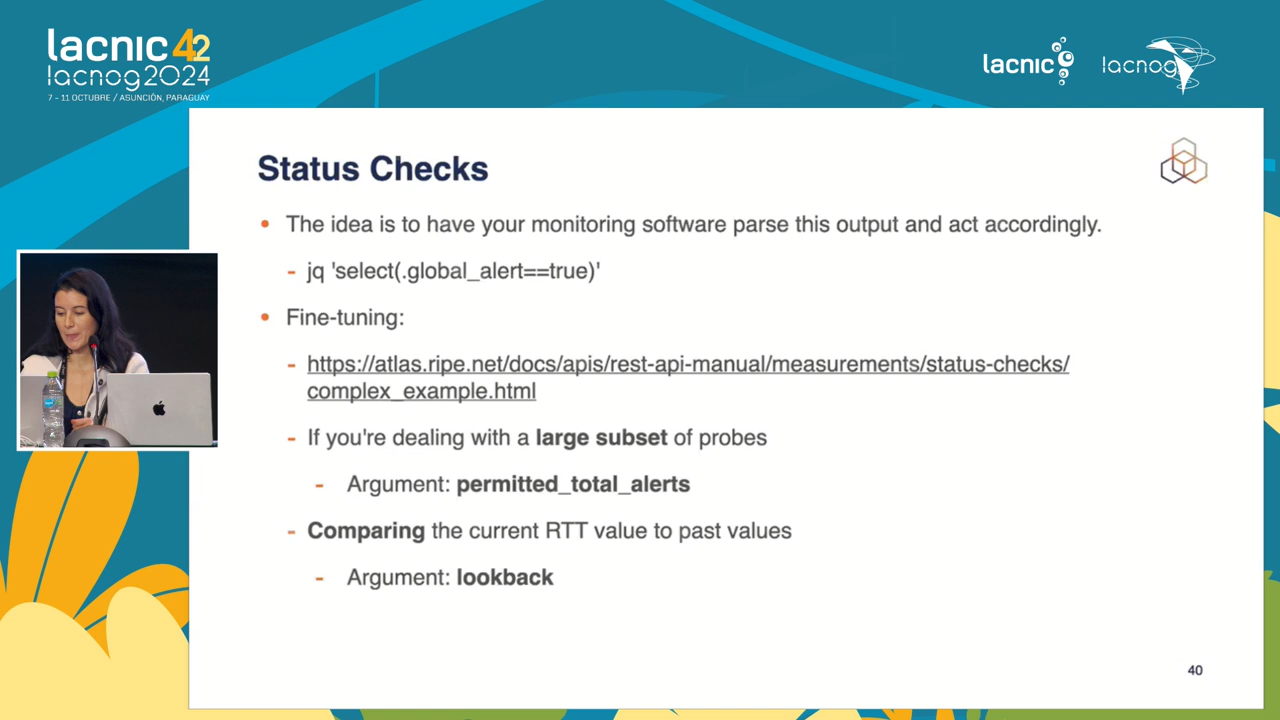 lacnic 42
lacnog2024
7 - 11 OCTUBRE / ASUNCIÓN, PARAGUAY
lacnic
lacnog
Status Checks
• The idea is to have your monitoring software parse this output and act accordingly.
- jq 'select(.global_alert==true)'
• Fine-tuning:
- https://atlas.ripe.net/docs/apis/rest-api-manual/measurements/status-checks/
complex_example.html
- If you're dealing with a large subset of probes
- Argument: permitted_total_alerts
- Comparing the current RTT value to past values
- Argument: lookback
40